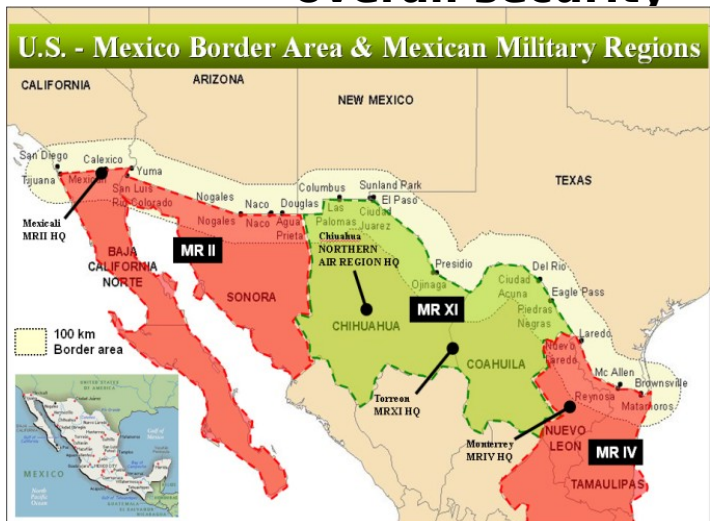 overall security
U.S. - Mexico Border Area & Mexican Military Regions
CALIFORNIA
ARIZONA
NEW MEXICO
TEXAS
San Diego
Calexico
Yuma
Tijuana
Mexicali
San Luis
Rio Colorado
Nogales
Naco
Douglas
Columbus
Sunland Park
El Paso
Nogales
Naco
Agua
Prieta
Las
Palomas
Ciudad
Juarez
Mexicali
MRII HQ
MR II
Chiuahua
NORTHERN
AIR REGION HQ
Presidio
Ojinaga
Del Rio
Ciudad
Acuna
Eagle Pass
Piedras
Negras
BAJA
CALIFORNIA
NORTE
SONORA
CHIHUAHUA
MR XI
COAHUILA
Laredo
Nuevo
Laredo
Mc Allen
Brownsville
Reynosa
Matamoros
100 km
Border area
Torreon
MRXI HQ
Monterrey
MRIV HQ
NUEVO
LEON
MR IV
TAMAULIPAS
MEXICO